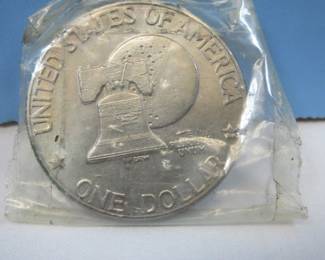 UNITED STATES OF AMERICA
ONE DOLLAR